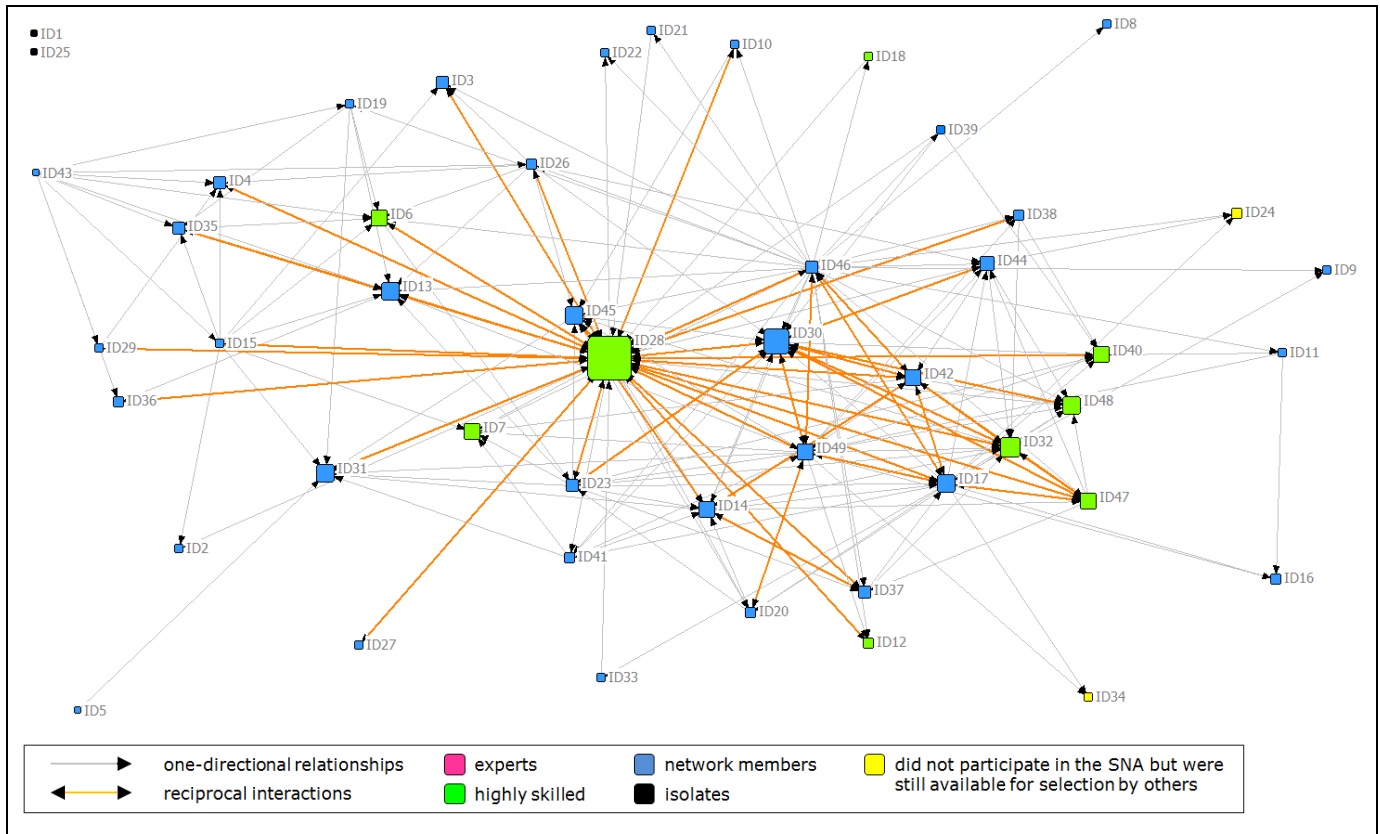 ID1
ID25
ID21
ID22
ID10
ID8
ID18
ID3
ID19
ID39
ID43
ID26
ID4
ID6
ID35
ID38
ID24
ID46
ID44
ID9
ID13
ID45
ID30
ID28
ID29
ID15
ID40
ID11
ID42
ID36
ID48
ID7
ID32
ID49
ID31
ID23
ID17
ID14
ID47
ID2
ID41
ID16
ID37
ID20
ID27
ID12
ID33
ID34
ID5
one-directional relationships
experts
network members
did not participate in the SNA but were
still available for selection by others
reciprocal interactions
highly skilled
isolates